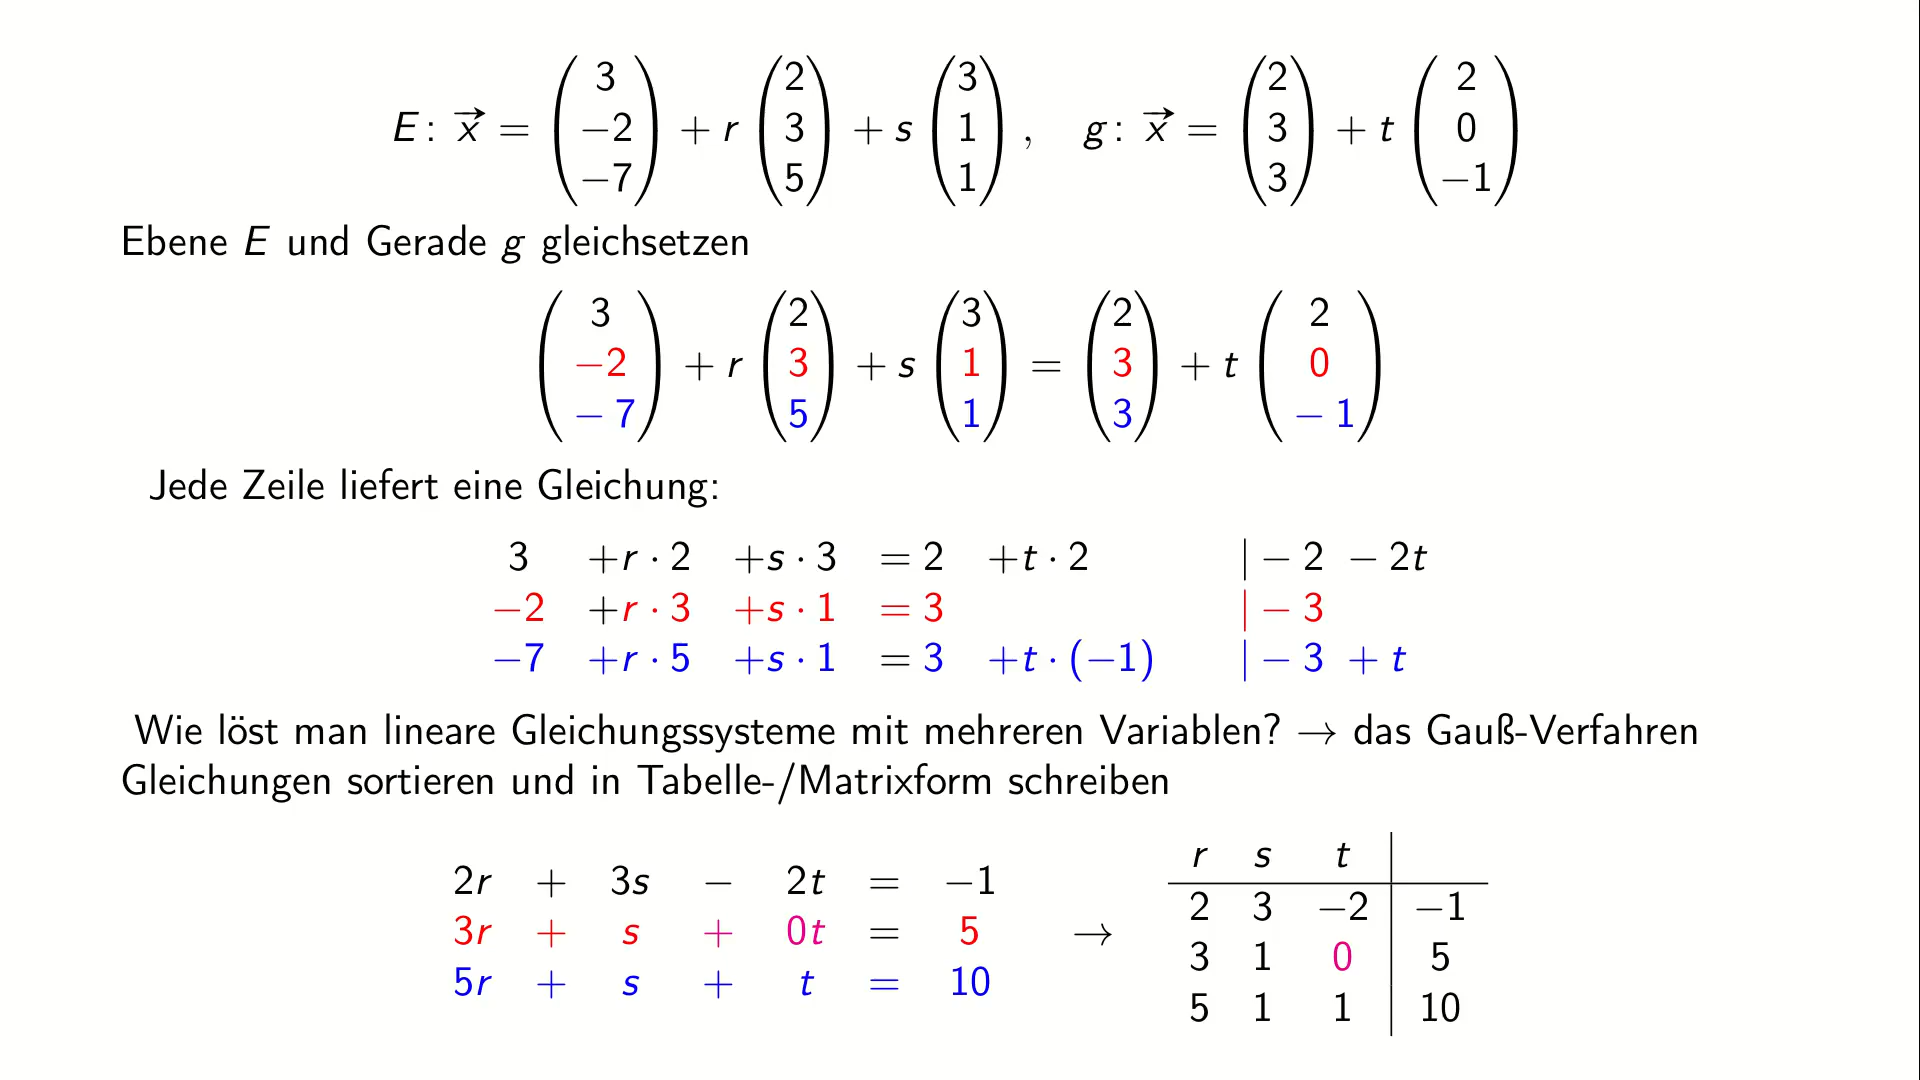 E : x⃗ = (3 −2 −7) + r (2 3 5) + s (3 1 1) , g : x⃗ = (2 3 3) + t (2 0 −1)
Ebene E und Gerade g gleichsetzen
(3 −2 −7) + r (2 3 5) + s (3 1 1) = (2 3 3) + t (2 0 −1)
Jede Zeile liefert eine Gleichung:
3 +r · 2 +s · 3 = 2 +t · 2 | − 2 − 2t
−2 +r · 3 +s · 1 = 3 | − 3
−7 +r · 5 +s · 1 = 3 +t · (−1) | − 3 + t
Wie löst man lineare Gleichungssysteme mit mehreren Variablen? → das Gauß-Verfahren
Gleichungen sortieren und in Tabelle-/Matrixform schreiben
2r + 3s − 2t = −1
3r + s + 0t = 5
5r + s + t = 10
→
r s t
2 3 −2 −1
3 1 0 5
5 1 1 10